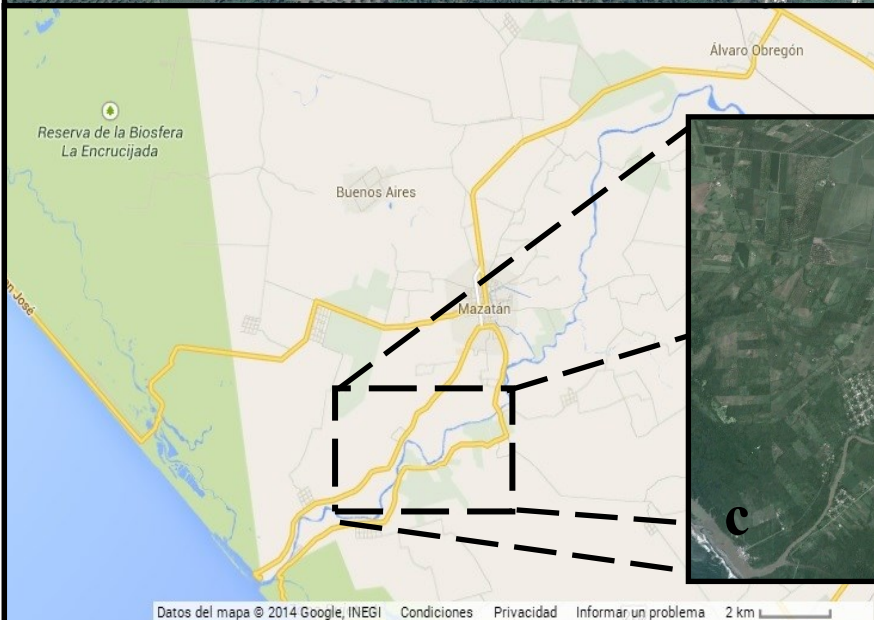 Álvaro Obregón
Reserva de la Biosfera
La Encrucijada
Buenos Aires
n José
Mazatán
c
Datos del mapa © 2014 Google, INEGI Condiciones Privacidad Informar un problema 2 km